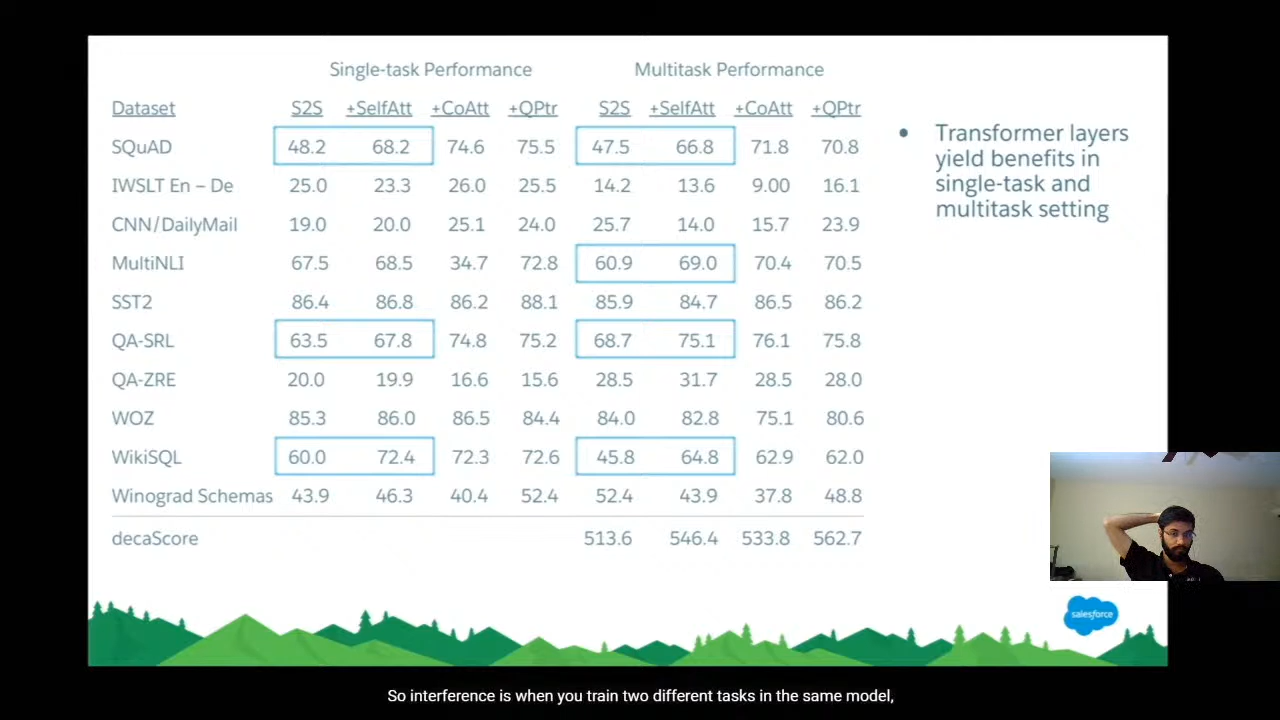 Single-task Performance Multitask Performance
Dataset S2S +SelfAtt +CoAtt +QPtr S2S +SelfAtt +CoAtt +QPtr
SQuAD 48.2 68.2 74.6 75.5 47.5 66.8 71.8 70.8
IWSLT En – De 25.0 23.3 26.0 25.5 14.2 13.6 9.00 16.1
CNN/DailyMail 19.0 20.0 25.1 24.0 25.7 14.0 15.7 23.9
MultiNLI 67.5 68.5 34.7 72.8 60.9 69.0 70.4 70.5
SST2 86.4 86.8 86.2 88.1 85.9 84.7 86.5 86.2
QA-SRL 63.5 67.8 74.8 75.2 68.7 75.1 76.1 75.8
QA-ZRE 20.0 19.9 16.6 15.6 28.5 31.7 28.5 28.0
WOZ 85.3 86.0 86.5 84.4 84.0 82.8 75.1 80.6
WikiSQL 60.0 72.4 72.3 72.6 45.8 64.8 62.9 62.0
Winograd Schemas 43.9 46.3 40.4 52.4 52.4 43.9 37.8 48.8
decaScore 513.6 546.4 533.8 562.7
• Transformer layers
yield benefits in
single-task and
multitask setting
salesforce
So interference is when you train two different tasks in the same model,